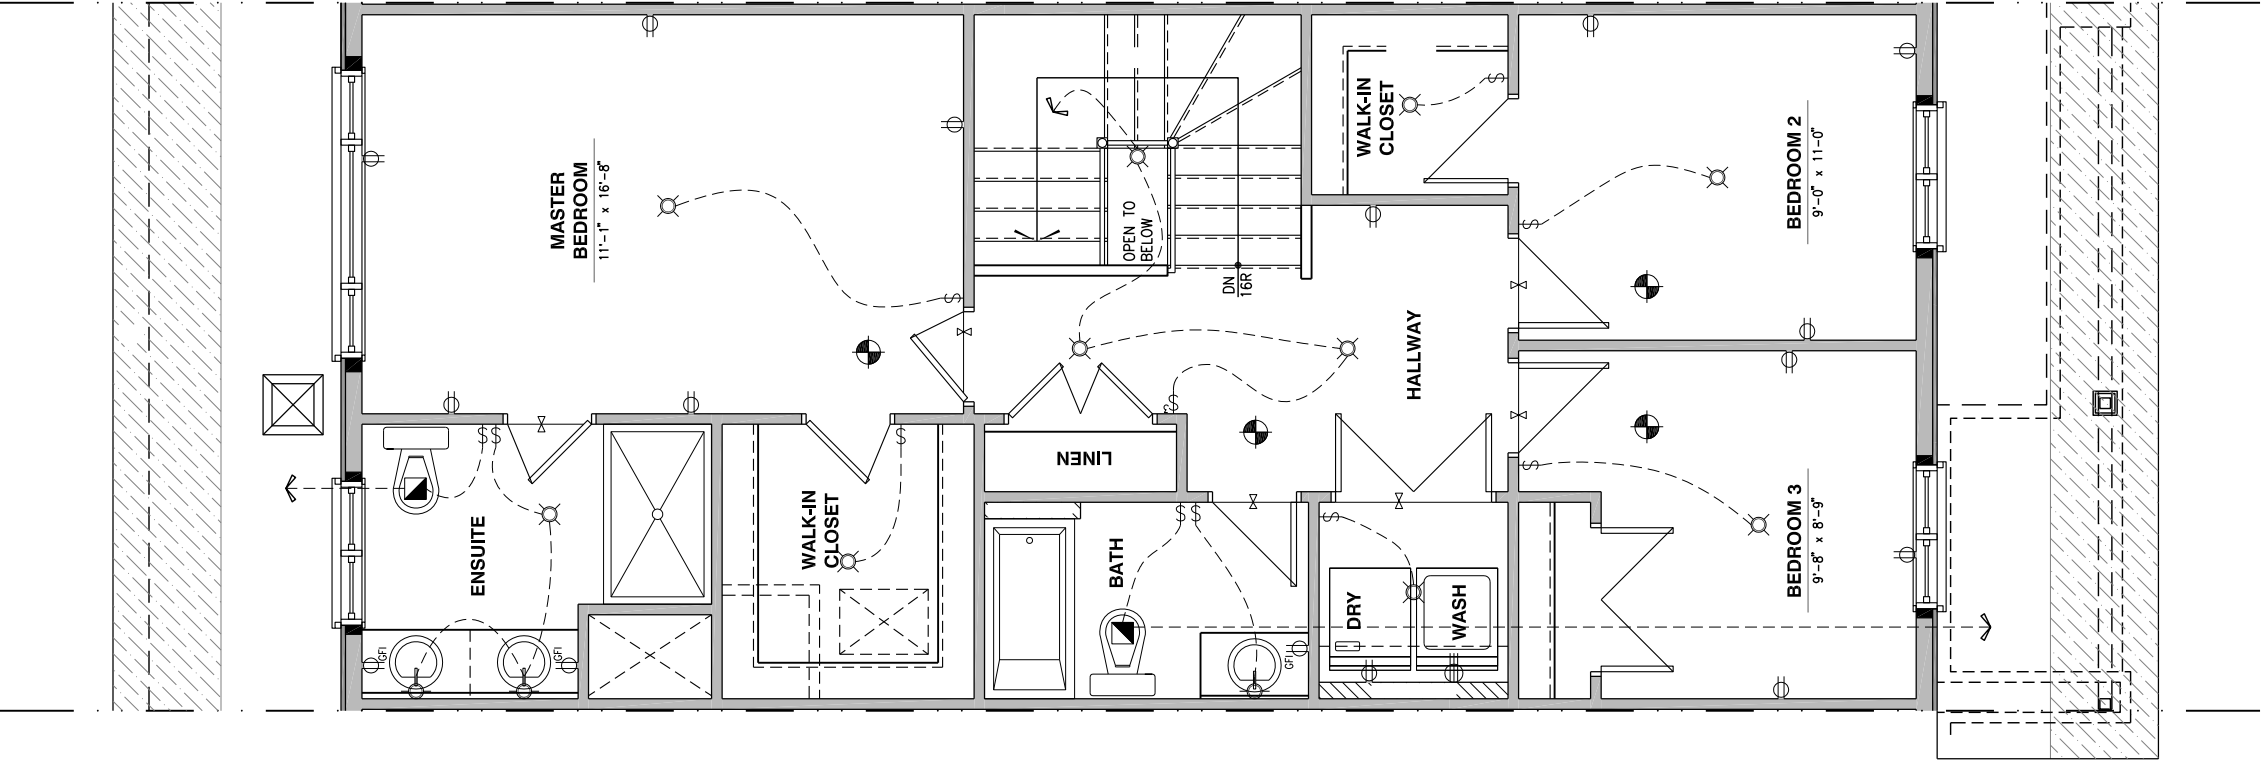 MASTER
BEDROOM
11'-1" x 16'-8"
OPEN TO
BELOW
DN
16R
WALK-IN
CLOSET
BEDROOM 2
9'-0" x 11'-0"
HALLWAY
LINEN
ENSUITE
WALK-IN
CLOSET
BATH
DRY
WASH
BEDROOM 3
9'-8" x 8'-9"
GFI
GFI
GFI
$
$
$
$
$
$
$
$
$
$
$
$
$